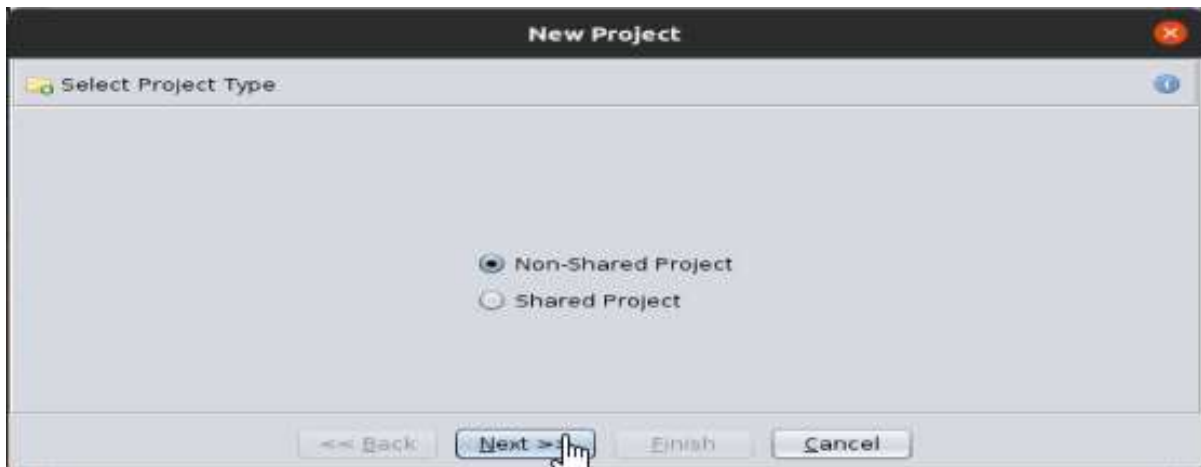 New Project
Select Project Type
Non-Shared Project
Shared Project
<< Back Next >> Finish Cancel